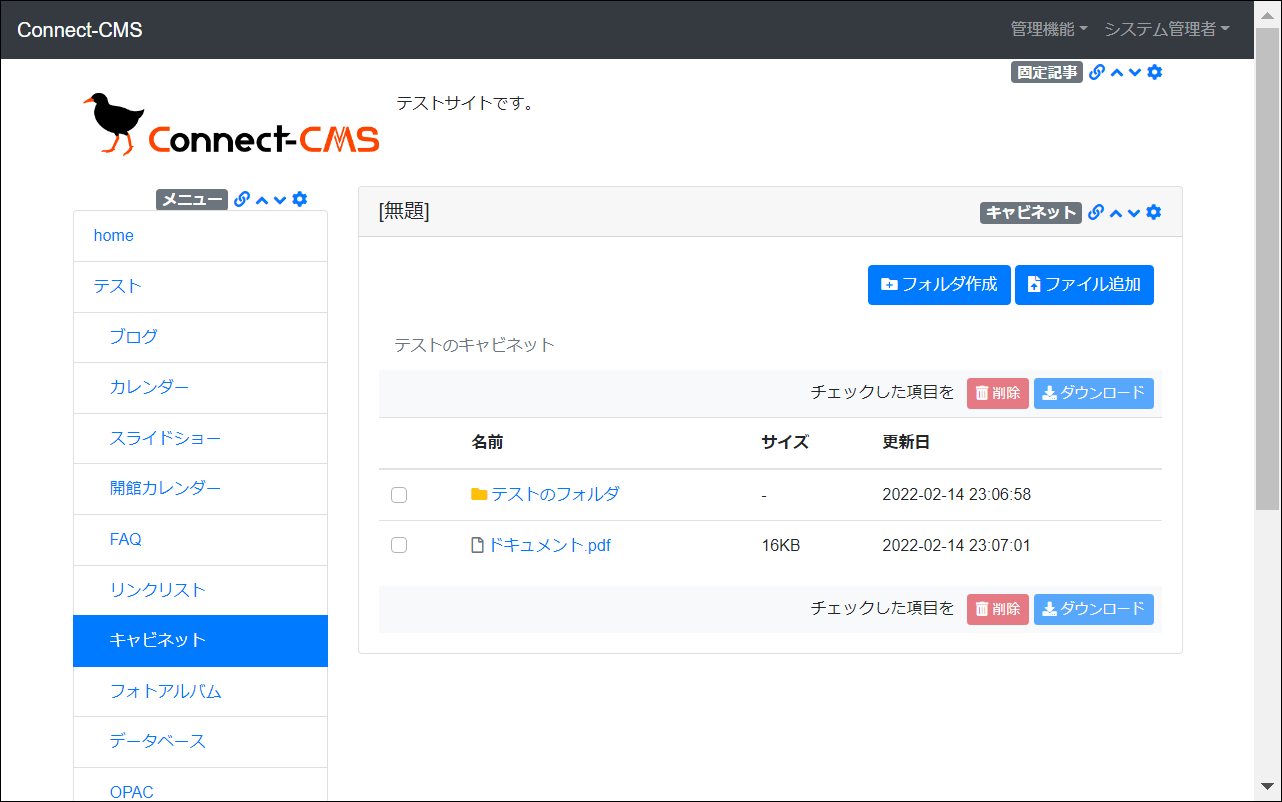 Connect-CMS
管理機能 システム管理者
固定記事
Connect-CMS
テストサイトです。
メニュー
home
テスト
ブログ
カレンダー
スライドショー
開館カレンダー
FAQ
リンクリスト
キャビネット
フォトアルバム
データベース
OPAC
[無題]
キャビネット
フォルダ作成 ファイル追加
テストのキャビネット
チェックした項目を 削除 ダウンロード
名前 サイズ 更新日
テストのフォルダ - 2022-02-14 23:06:58
ドキュメント.pdf 16KB 2022-02-14 23:07:01
チェックした項目を 削除 ダウンロード